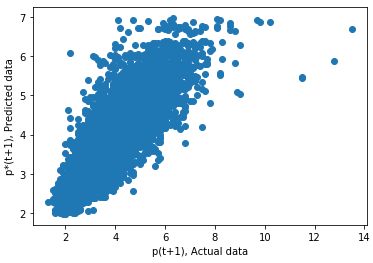 7
6
5
4
3
2
p*(t+1), Predicted data
2 4 6 8 10 12 14
p(t+1), Actual data